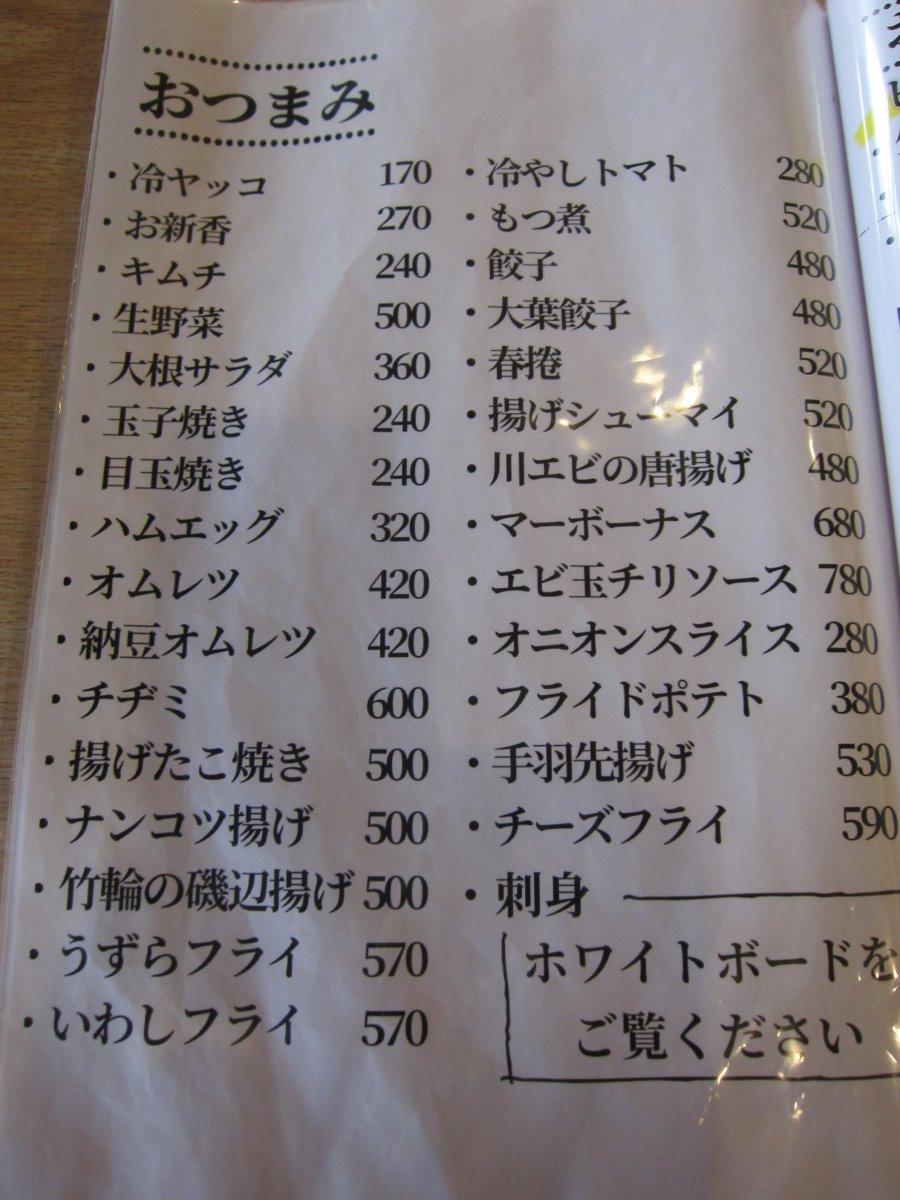 おつまみ
・冷ヤッコ 170
・お新香 270
・キムチ 240
・生野菜 500
・大根サラダ 360
・玉子焼き 240
・目玉焼き 240
・ハムエッグ 320
・オムレツ 420
・納豆オムレツ 420
・チヂミ 600
・揚げたこ焼き 500
・ナンコツ揚げ 500
・竹輪の磯辺揚げ 500
・うずらフライ 570
・いわしフライ 570
・冷やしトマト 280
・もつ煮 520
・餃子 480
・大葉餃子 480
・春捲 520
・揚げシューマイ 520
・川エビの唐揚げ 480
・マーボーナス 680
・エビ玉チリソース 780
・オニオンスライス 280
・フライドポテト 380
・手羽先揚げ 530
・チーズフライ 590
・刺身
ホワイトボードを
ご覧ください